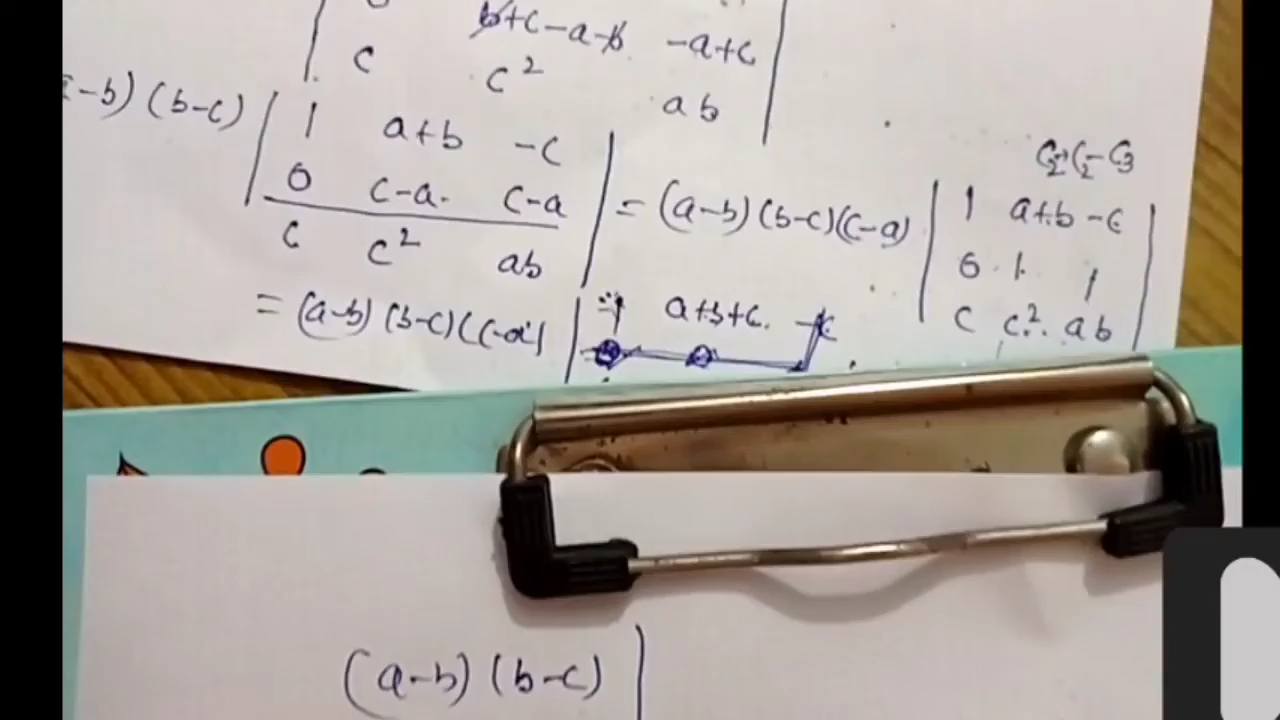 b+c-a-b -a+c
c c² ab
-b) (b-c) | 1 a+b -c |
0 c-a. c-a = (a-b) (b-c)(c-a)
c c² ab
C₂→C₂-C₃
| 1 a+b -c |
0 1 1
c c² ab
= (a-b) (b-c) (c-a) | 1 a+b+c. -c
(a-b) (b-c) |